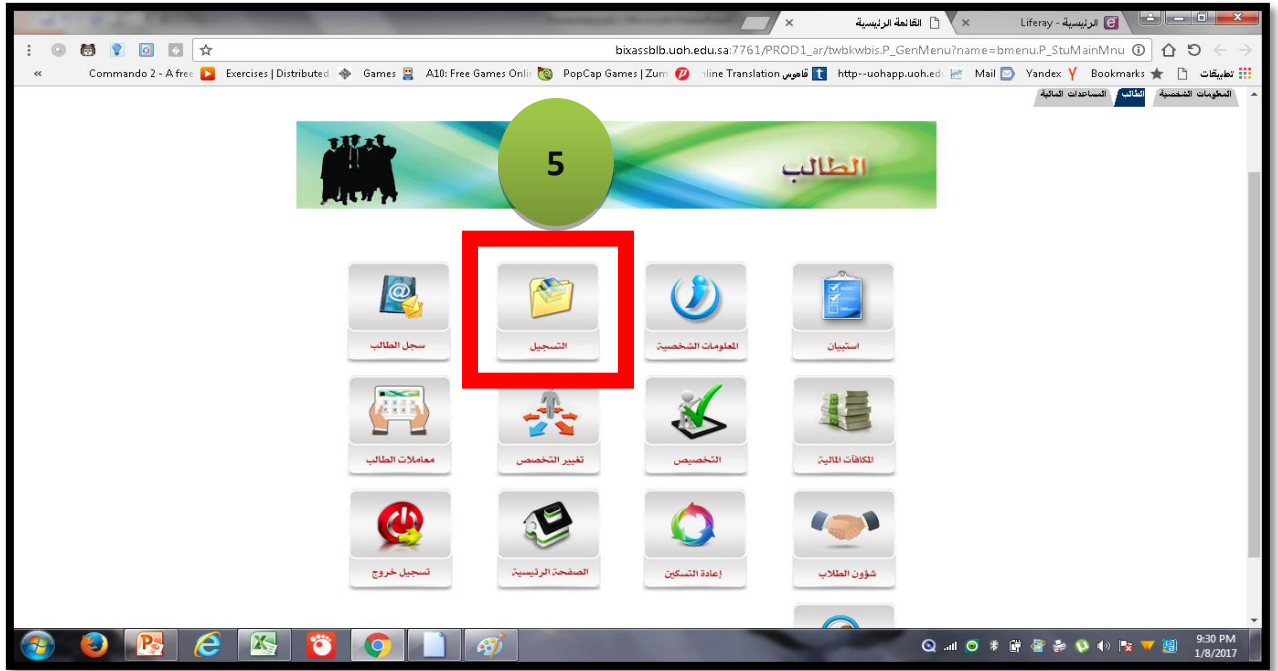 الرئيسية - Liferay
القائمة الرئيسية
bixassblb.uoh.edu.sa:7761/PROD1_ar/twbkwbis.P_GenMenu?name=bmenu.P_StuMainMnu
تطبيقات
Bookmarks
Yandex
Mail
http--uohapp.uoh.ed
nline Translation قاموس
PopCap Games | Zum
A10: Free Games Onli
Games
Exercises | Distributed
Commando 2 - A free
المعلومات الشخصية
الطالب
المساعدات المالية
5
الطالب
استبيان
المعلومات الشخصية
التسجيل
سجل الطالب
المكافآت المالية
التخصيص
تغيير التخصص
معاملات الطالب
شؤون الطلاب
إعادة التسكين
الصفحة الرئيسية
تسجيل خروج
9:30 PM
1/8/2017